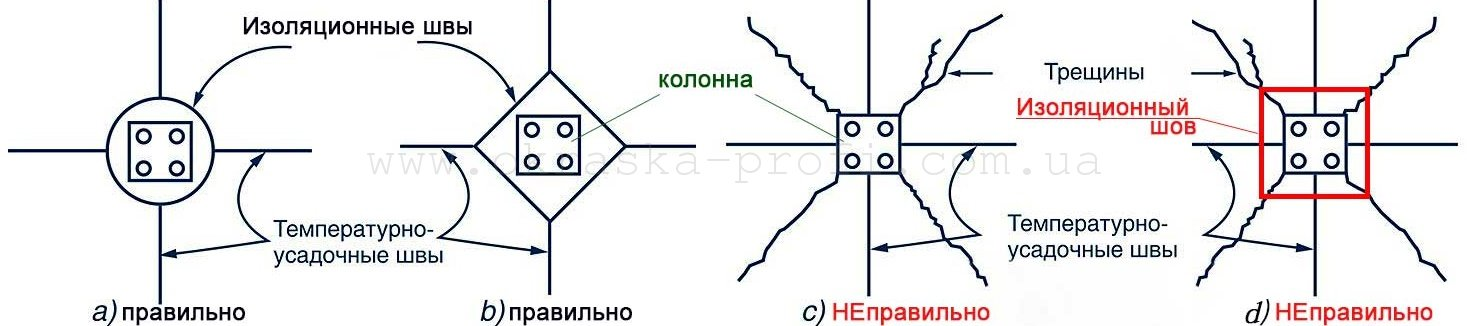 Изоляционные швы
колонна
Трещины
Изоляционный
шов
www.okraska-profi.com.ua
Температурно-
усадочные швы
Температурно-
усадочные швы
a) правильно
b) правильно
c) НЕправильно
d) НЕправильно